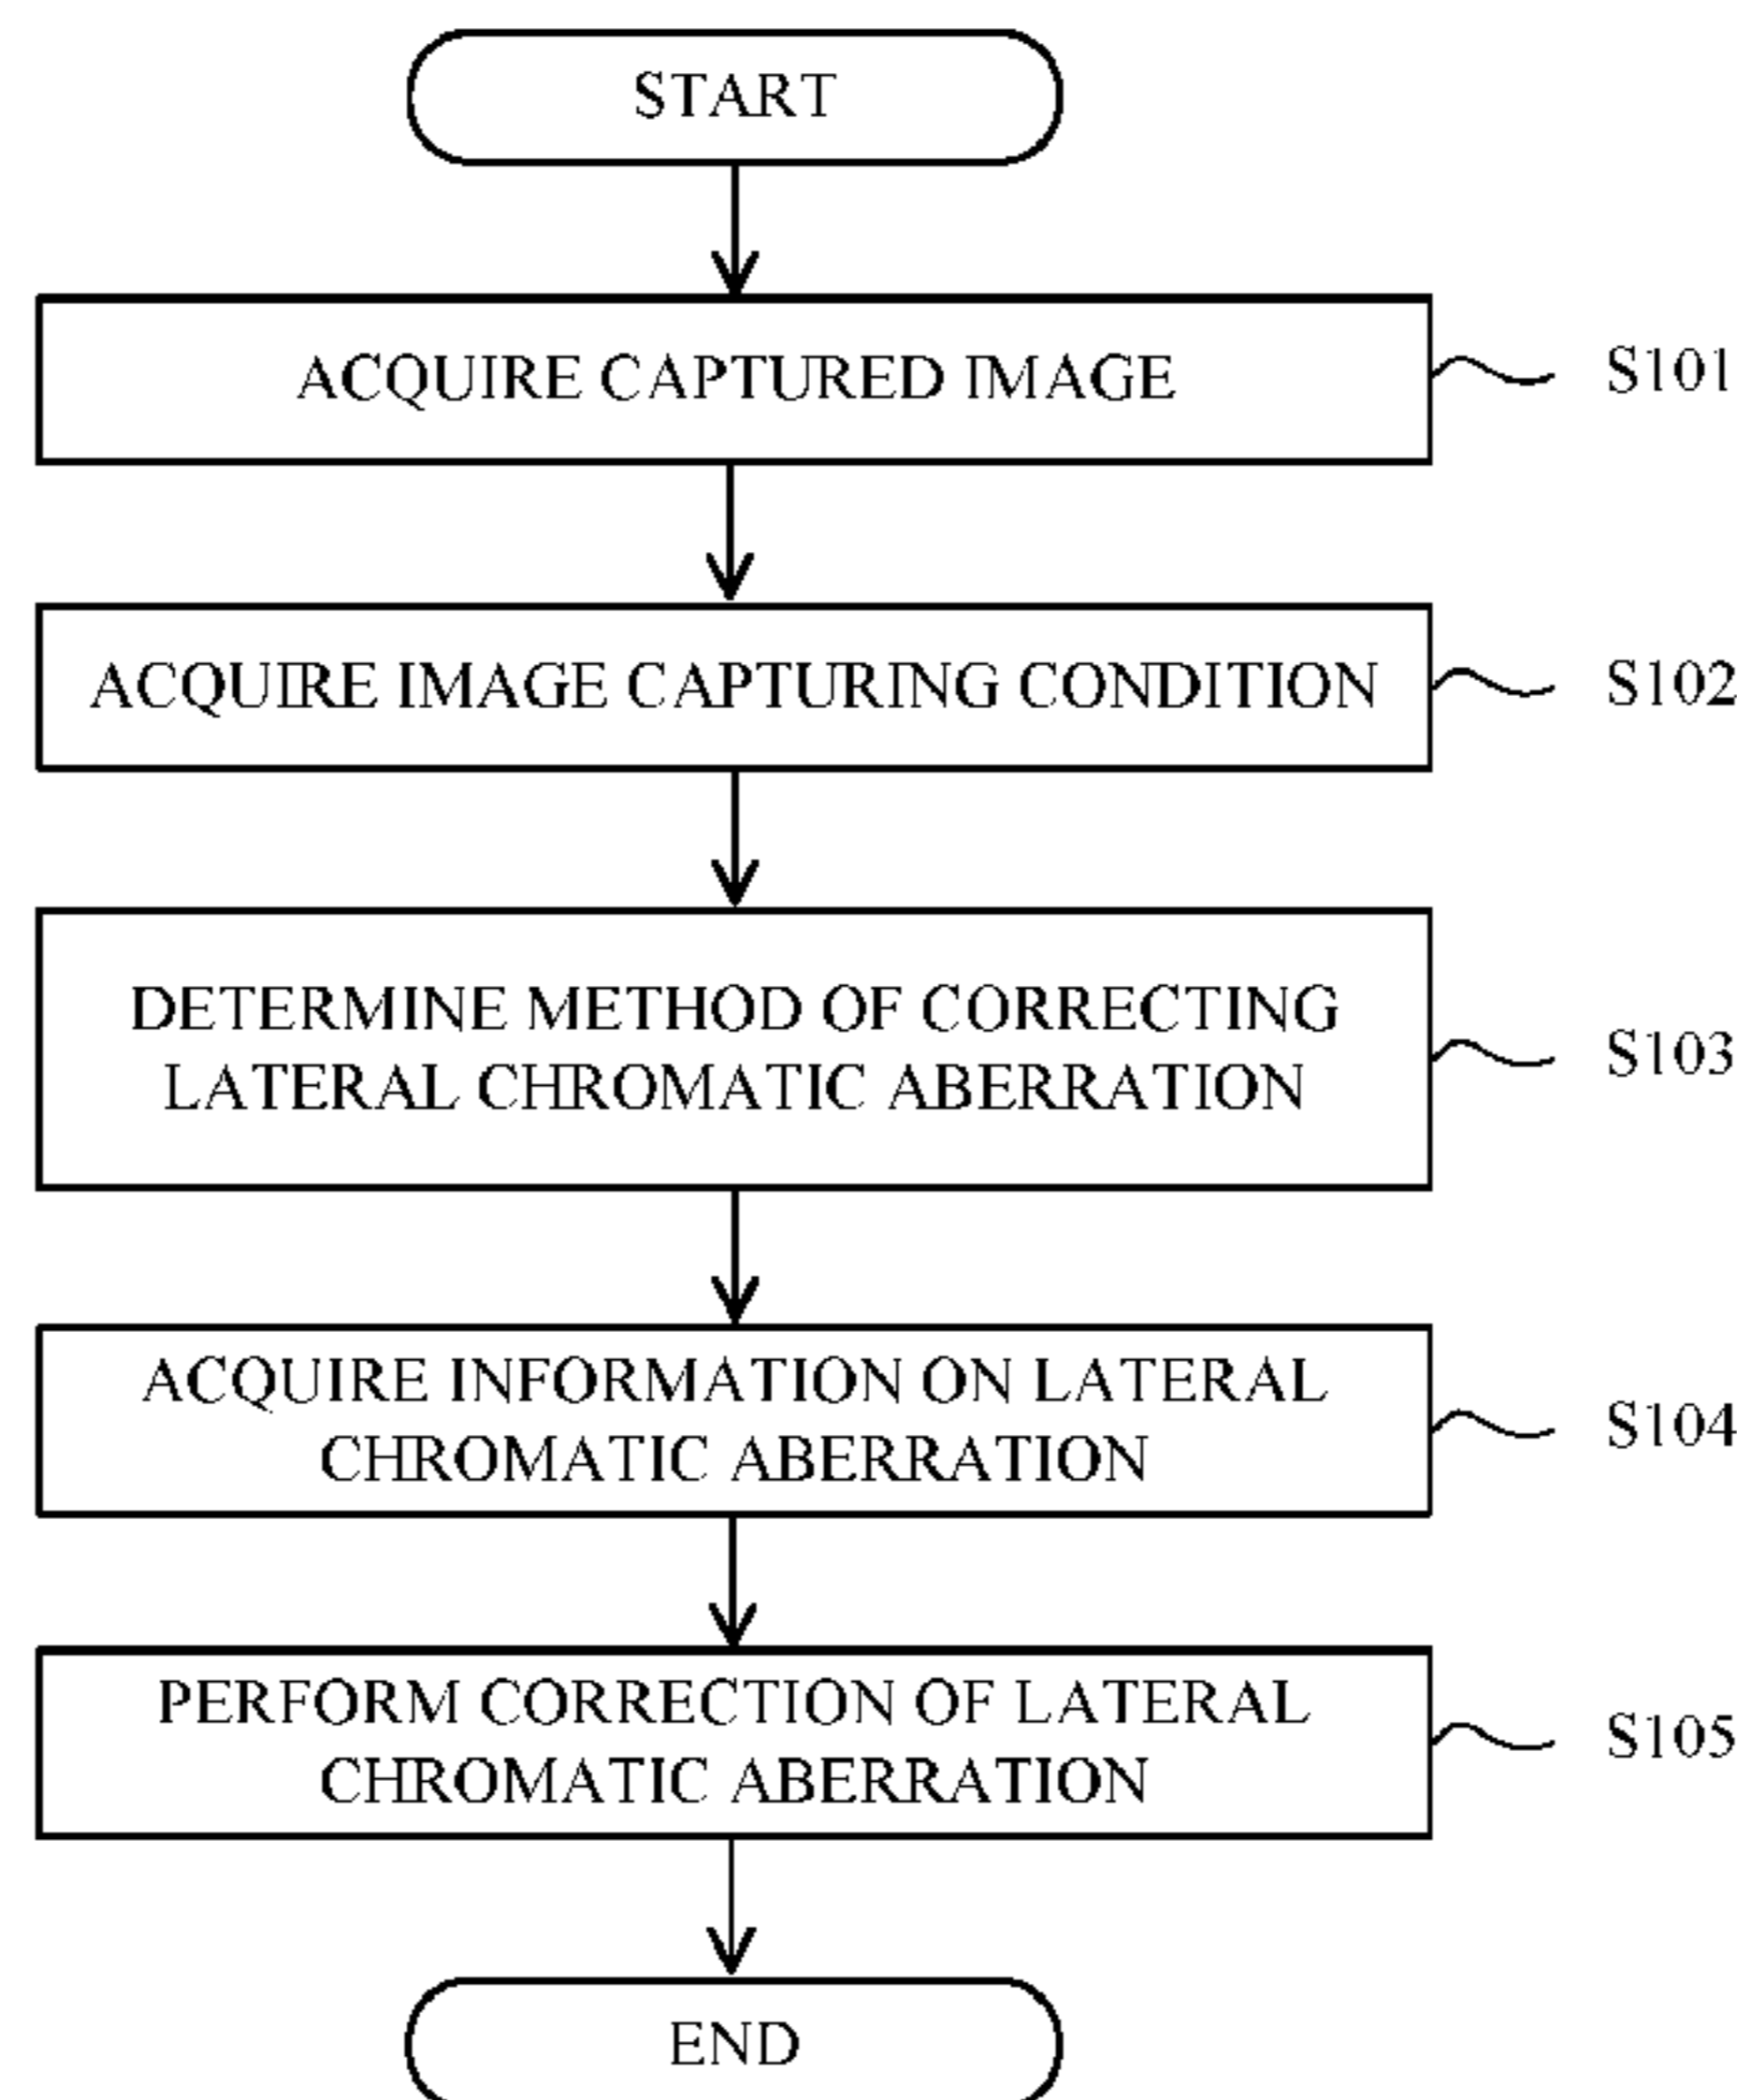 START
ACQUIRE CAPTURED IMAGE
S101
ACQUIRE IMAGE CAPTURING CONDITION
S102
DETERMINE METHOD OF CORRECTING
LATERAL CHROMATIC ABERRATION
S103
ACQUIRE INFORMATION ON LATERAL
CHROMATIC ABERRATION
S104
PERFORM CORRECTION OF LATERAL
CHROMATIC ABERRATION
S105
END